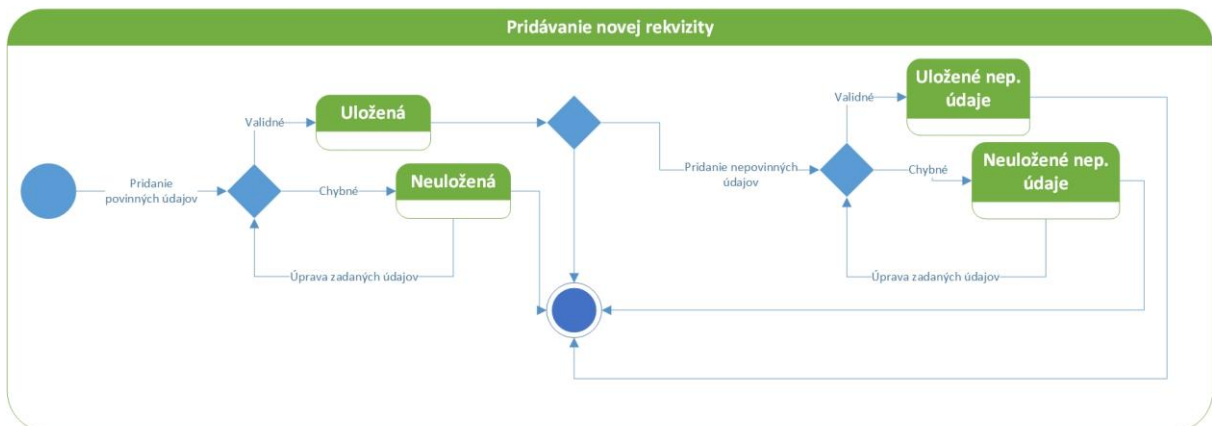 Pridávanie novej rekvizity
Pridanie
povinných údajov
Validné
Uložená
Chybné
Neuložená
Úprava zadaných údajov
Pridanie nepovinných
údajov
Validné
Uložené nep.
údaje
Chybné
Neuložené nep.
údaje
Úprava zadaných údajov